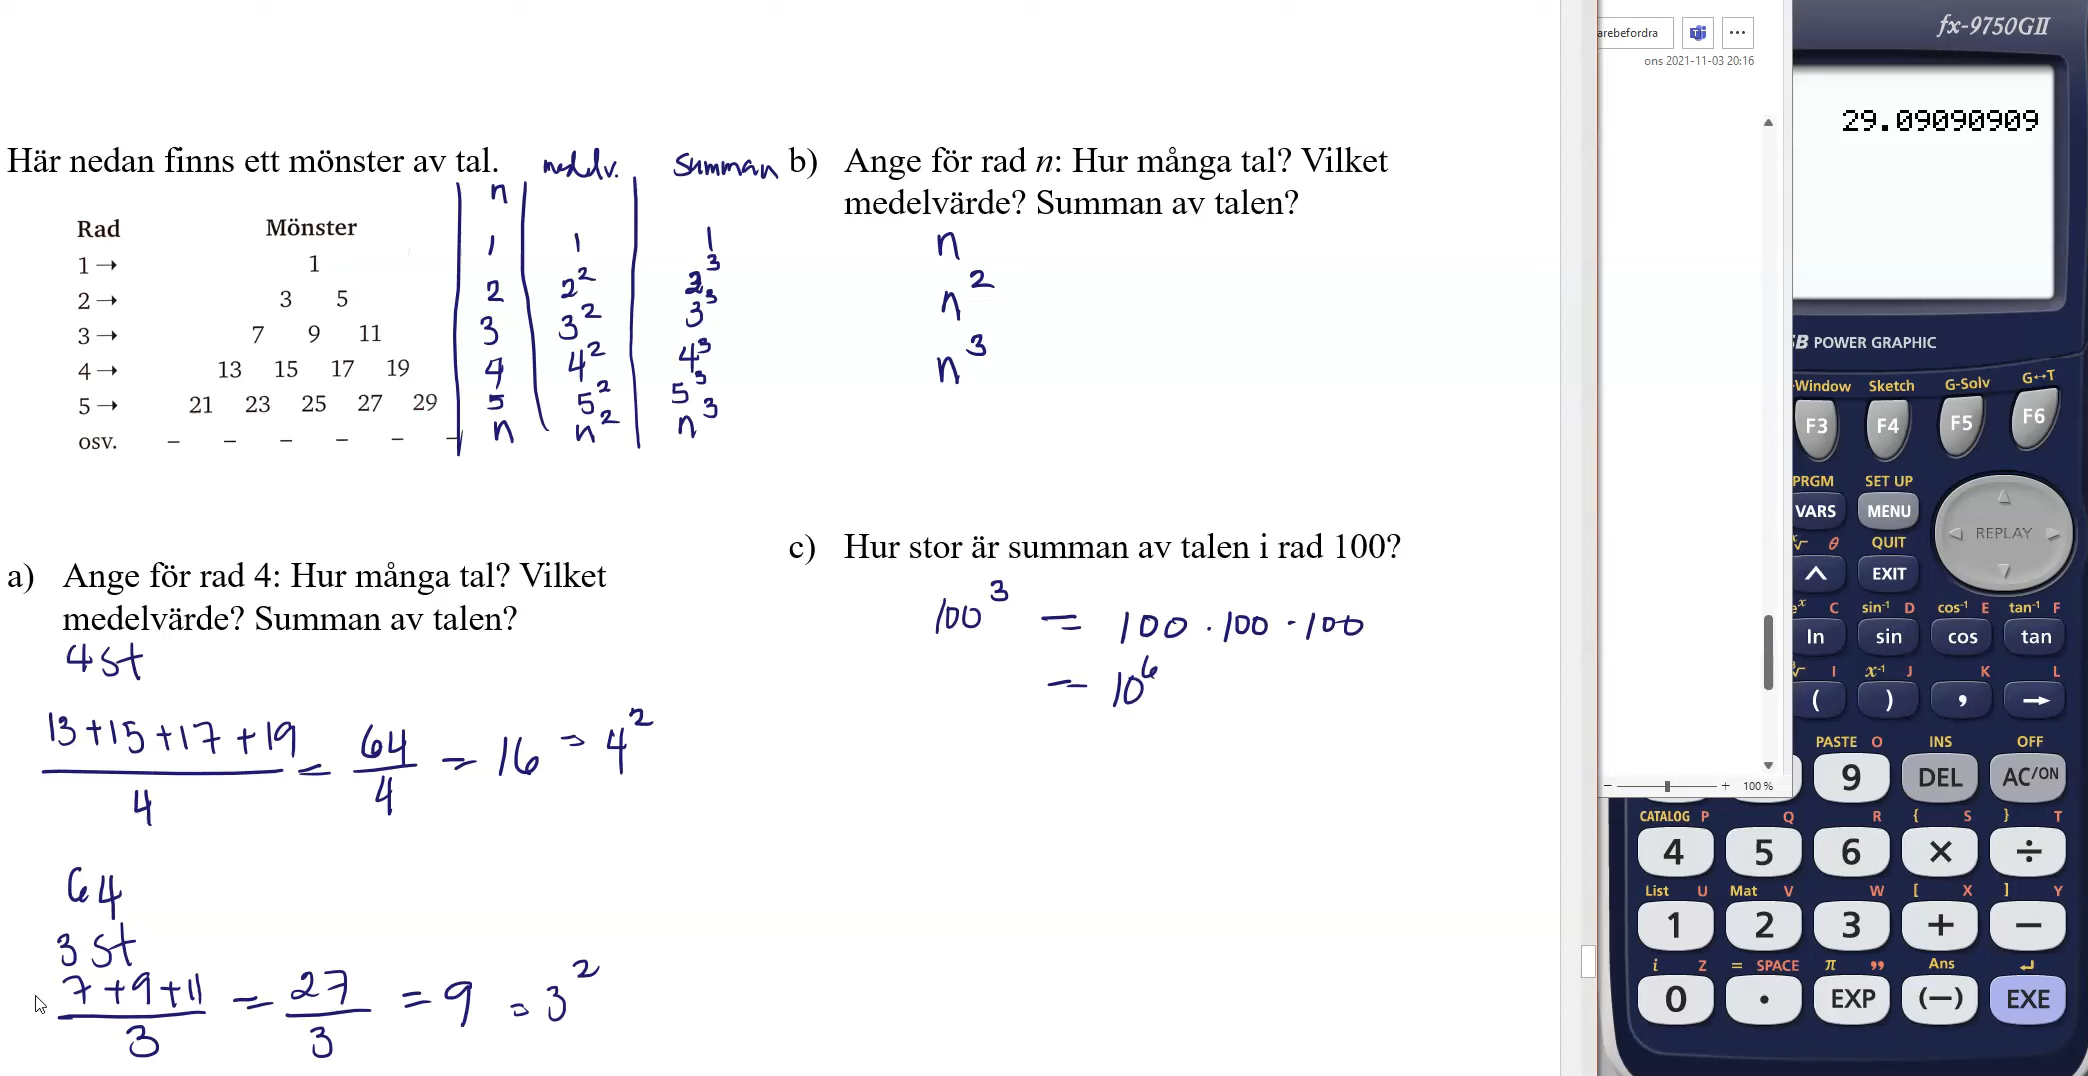 Här nedan finns ett mönster av tal.
n
medelv.
summan
Rad Mönster
1→ 1
2→ 3 5
3→ 7 9 11
4→ 13 15 17 19
5→ 21 23 25 27 29
osv. – – – – – –
1 1 1
2 2² 2³
3 3² 3³
4 4² 4³
5 5² 5³
n n² n³
a) Ange för rad 4: Hur många tal? Vilket
medelvärde? Summan av talen?
4 st
13+15+17+19
4
= 64
4
= 16 = 4²
64
3 st
7+9+11
3
= 27
3
= 9 = 3²
b) Ange för rad n: Hur många tal? Vilket
medelvärde? Summan av talen?
n
n²
n³
c) Hur stor är summan av talen i rad 100?
100³ = 100 · 100 · 100
= 10⁶
arebefordra
ons 2021-11-03 20:16
− + 100 %
fx-9750GII
29.09090909
POWER GRAPHIC
-Window Sketch G-Solv G↔T
F3 F4 F5 F6
PRGM SET UP
VARS MENU REPLAY
θ QUIT
^ EXIT
eˣ C sin⁻¹ D cos⁻¹ E tan⁻¹ F
ln sin cos tan
I x⁻¹ J K L
( ) , →
PASTE O INS OFF
9 DEL AC/ON
CATALOG P Q R { S } T
4 5 6 × ÷
List U Mat V W [ X ] Y
1 2 3 + −
i Z = SPACE π ” Ans ↵
0 . EXP (−) EXE